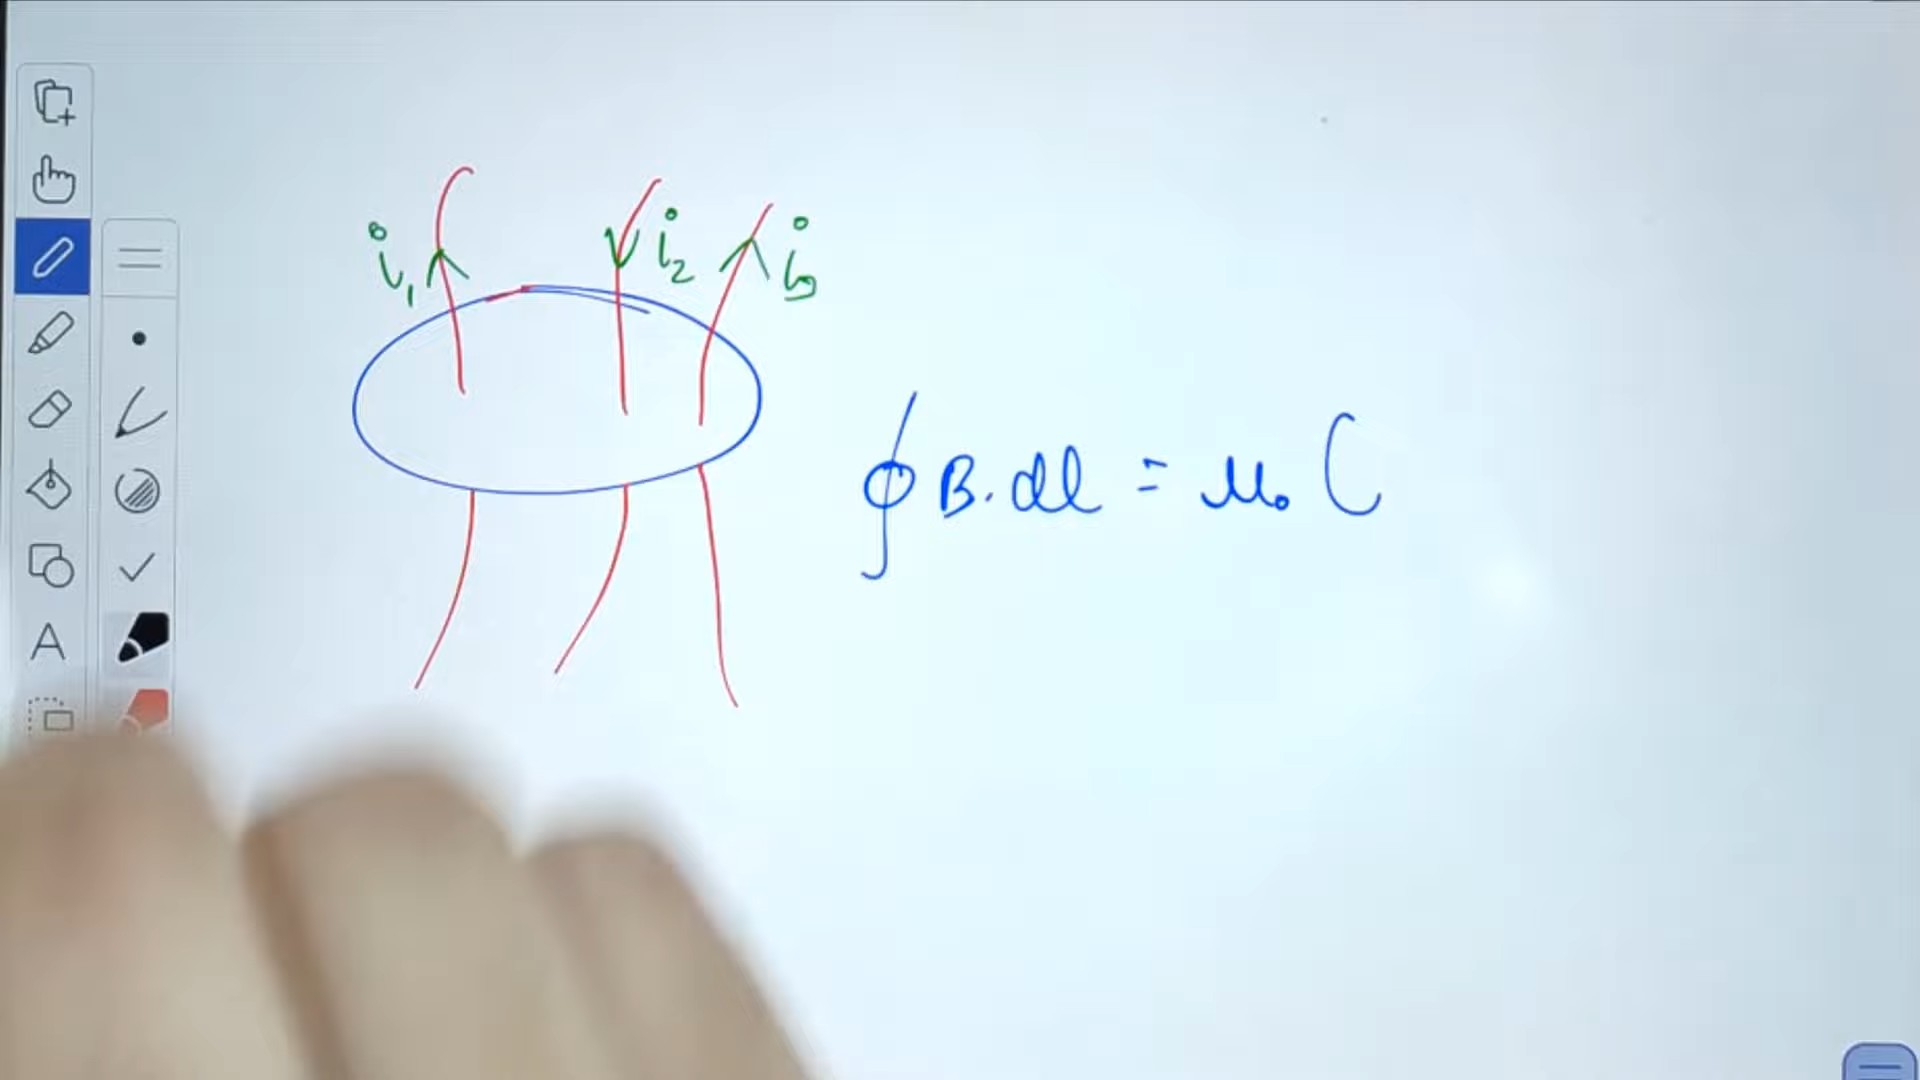 i₁
i₂
i₃
∮ B. dl = μ₀ (
A